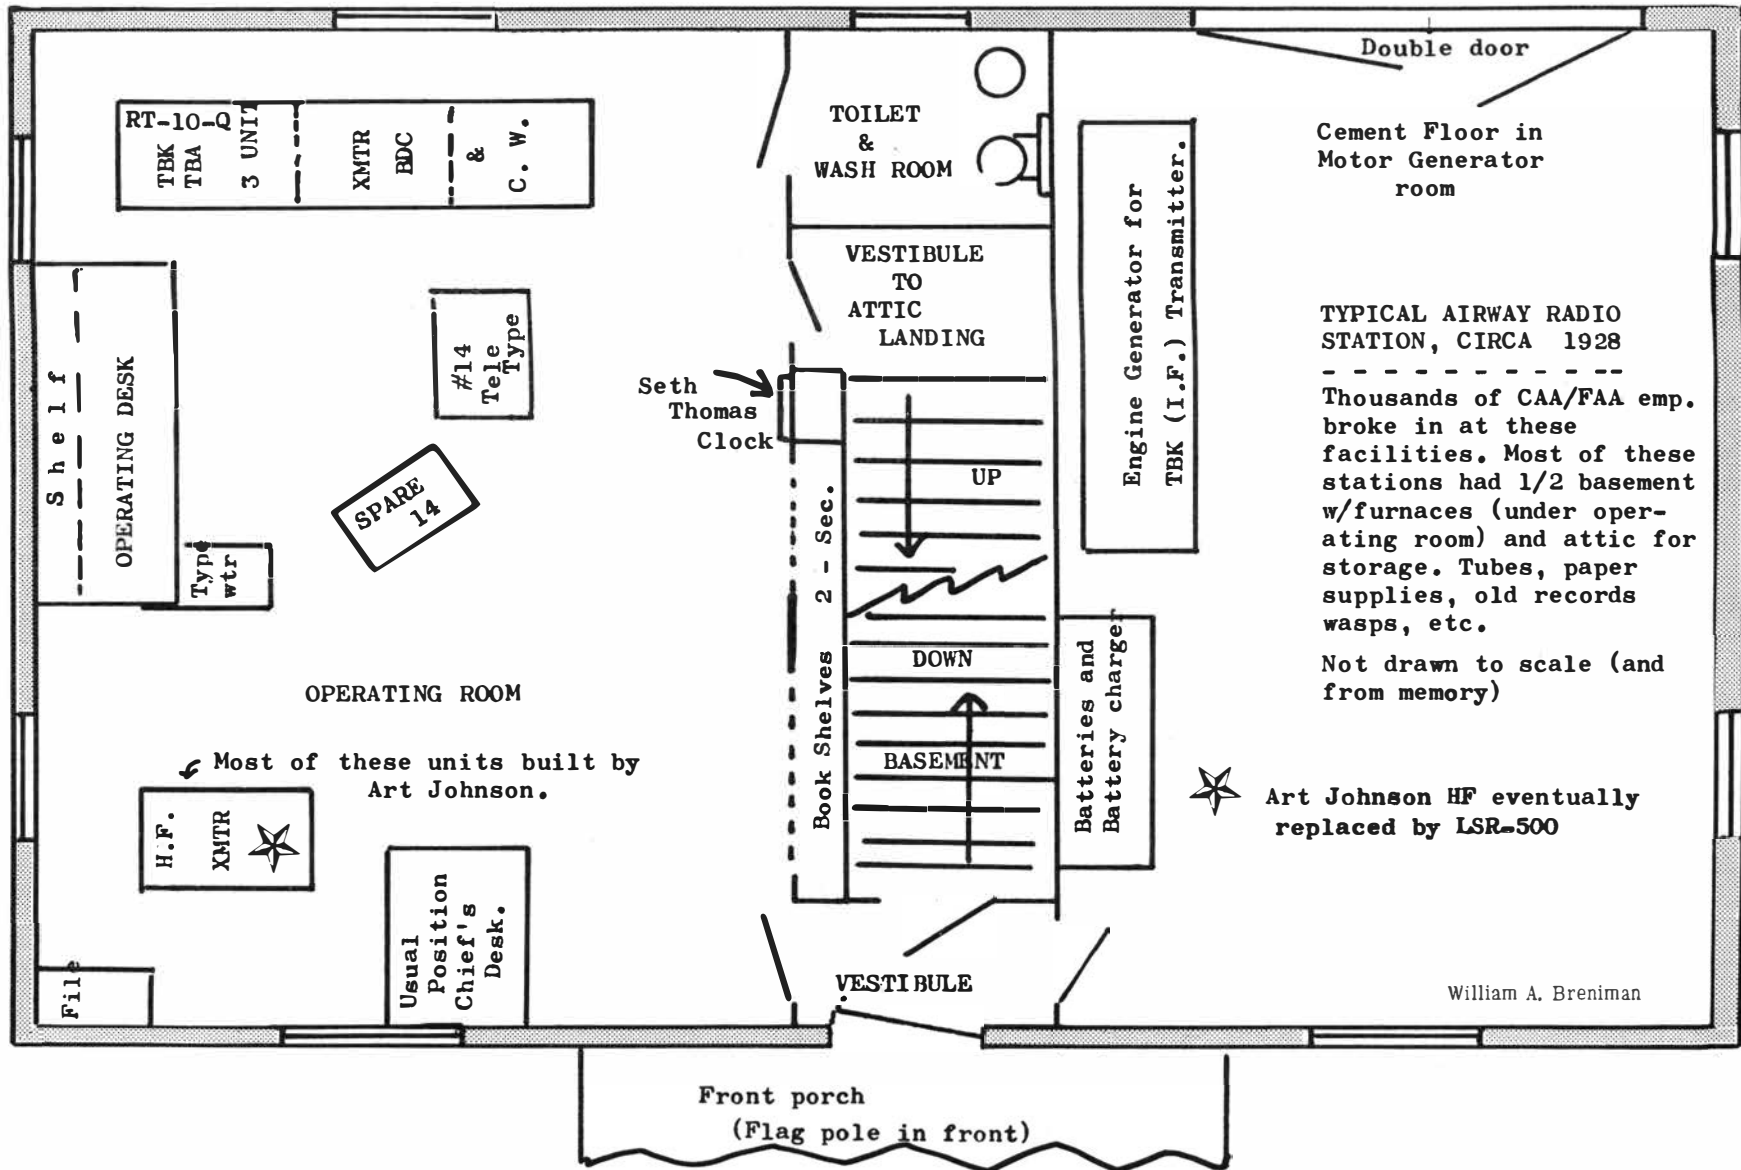 RT-10-Q
TBK
TBA
3 UNIT
XMTR
BDC
&
C. W.
TOILET
&
WASH ROOM
Double door
Cement Floor in
Motor Generator
room
Engine Generator for
TBK (I.F.) Transmitter.
VESTIBULE
TO
ATTIC
LANDING
Shelf
OPERATING DESK
#14
Tele
Type
Seth
Thomas
Clock
SPARE
14
Type
wtr
UP
Book Shelves 2 - Sec.
DOWN
BASEMENT
Batteries and
Battery charger
TYPICAL AIRWAY RADIO
STATION, CIRCA 1928
Thousands of CAA/FAA emp.
broke in at these
facilities. Most of these
stations had 1/2 basement
w/furnaces (under oper-
ating room) and attic for
storage. Tubes, paper
supplies, old records
wasps, etc.
Not drawn to scale (and
from memory)
OPERATING ROOM
Most of these units built by
Art Johnson.
H.F.
XMTR
Art Johnson HF eventually
replaced by LSR-500
File
Usual
Position
Chief's
Desk.
VESTIBULE
William A. Breniman
Front porch
(Flag pole in front)